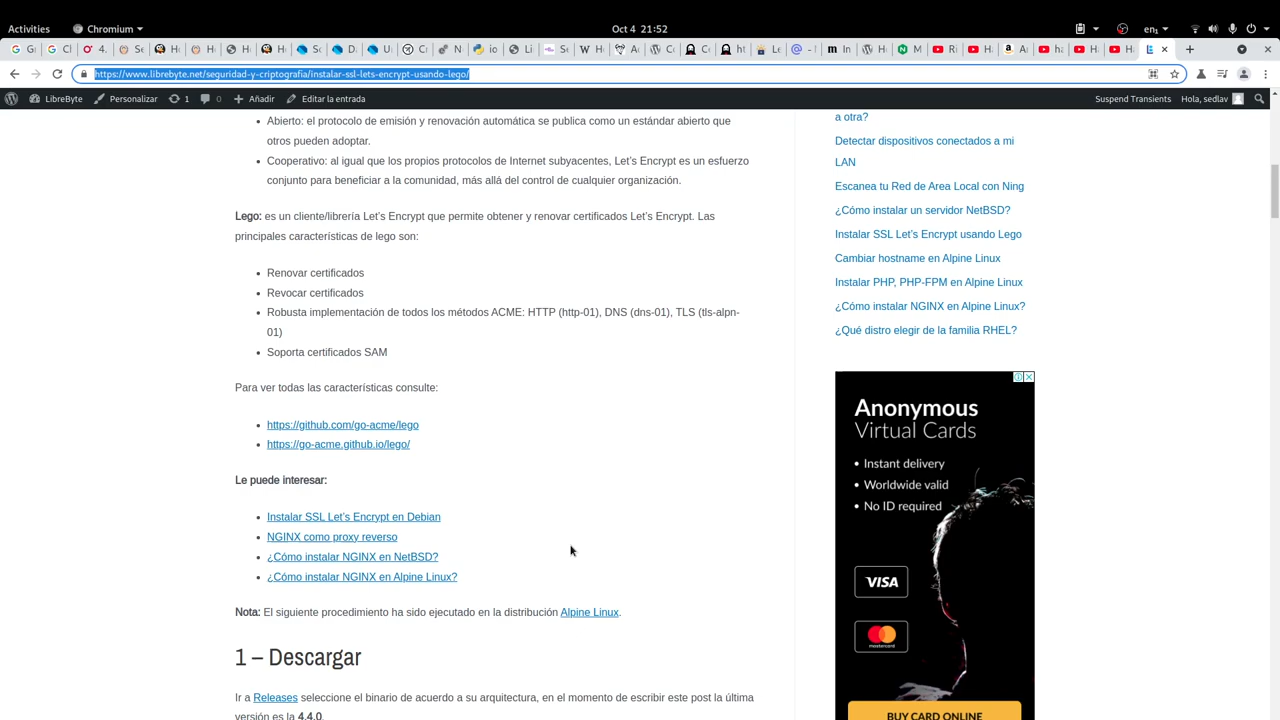 Activities
Chromium
Oct 4 21:52
en₁
https://www.librebyte.net/seguridad-y-criptografia/instalar-ssl-lets-encrypt-usando-lego/
LibreByte
Personalizar
1
0
Añadir
Editar la entrada
Suspend Transients
Hola, sedlav
Abierto: el protocolo de emisión y renovación automática se publica como un estándar abierto que
otros pueden adoptar.
Cooperativo: al igual que los propios protocolos de Internet subyacentes, Let’s Encrypt es un esfuerzo
conjunto para beneficiar a la comunidad, más allá del control de cualquier organización.
Lego: es un cliente/librería Let’s Encrypt que permite obtener y renovar certificados Let’s Encrypt. Las
principales características de lego son:
Renovar certificados
Revocar certificados
Robusta implementación de todos los métodos ACME: HTTP (http-01), DNS (dns-01), TLS (tls-alpn-
01)
Soporta certificados SAM
Para ver todas las características consulte:
https://github.com/go-acme/lego
https://go-acme.github.io/lego/
Le puede interesar:
Instalar SSL Let’s Encrypt en Debian
NGINX como proxy reverso
¿Cómo instalar NGINX en NetBSD?
¿Cómo instalar NGINX en Alpine Linux?
Nota: El siguiente procedimiento ha sido ejecutado en la distribución Alpine Linux.
1 – Descargar
Ir a Releases seleccione el binario de acuerdo a su arquitectura, en el momento de escribir este post la última
versión es la 4.4.0.
a otra?
Detectar dispositivos conectados a mi
LAN
Escanea tu Red de Area Local con Ning
¿Cómo instalar un servidor NetBSD?
Instalar SSL Let’s Encrypt usando Lego
Cambiar hostname en Alpine Linux
Instalar PHP, PHP-FPM en Alpine Linux
¿Cómo instalar NGINX en Alpine Linux?
¿Qué distro elegir de la familia RHEL?
Anonymous
Virtual Cards
• Instant delivery
• Worldwide valid
• No ID required
VISA
mastercard
BUY CARD ONLINE